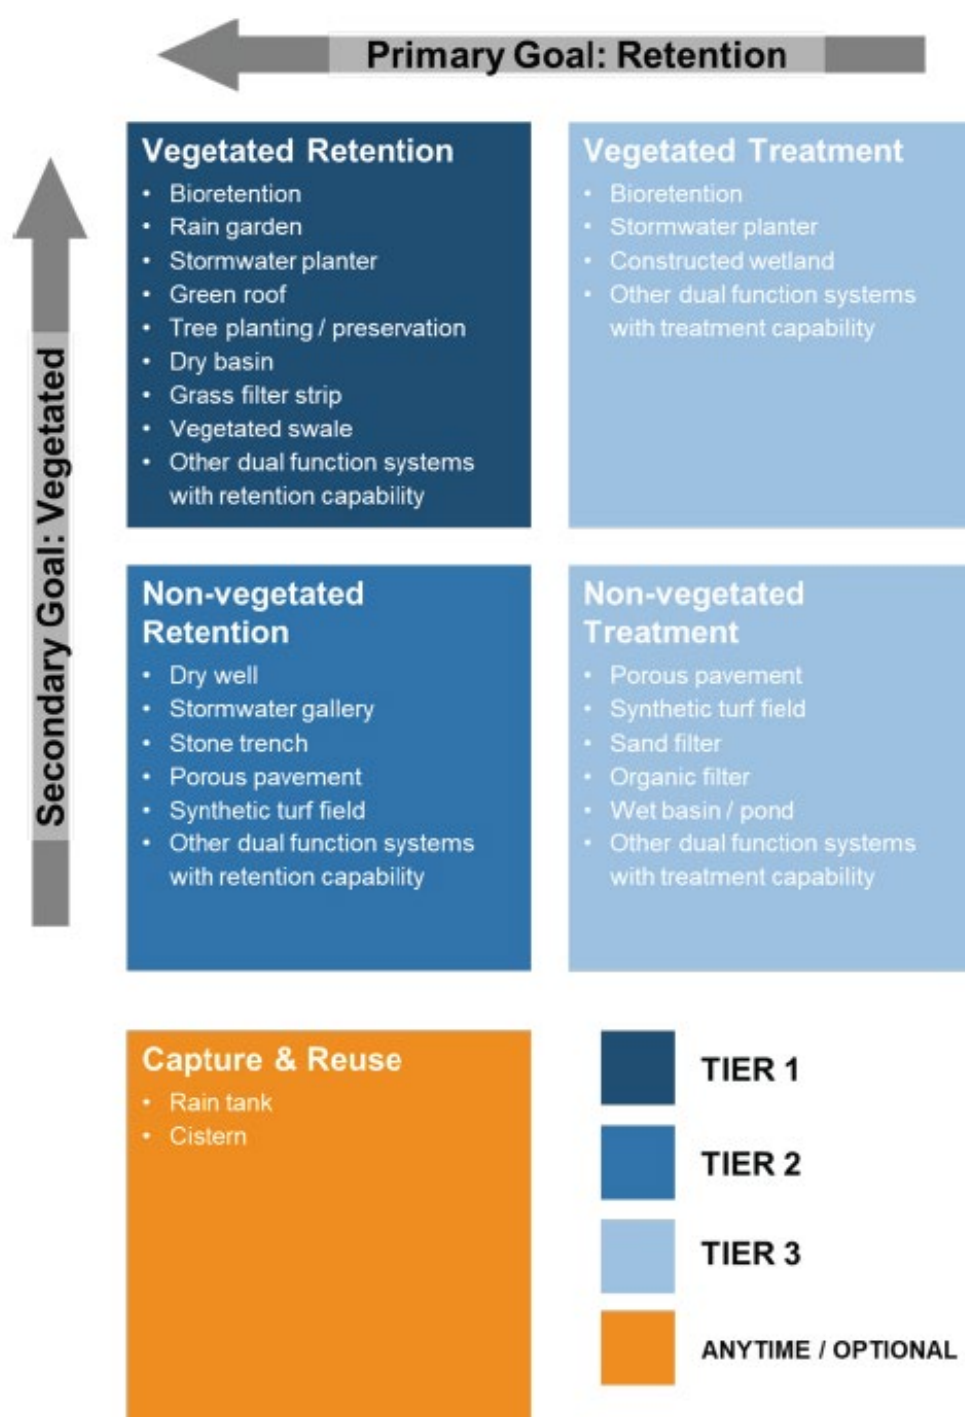 Primary Goal: Retention
Secondary Goal: Vegetated
Vegetated Retention
• Bioretention
• Rain garden
• Stormwater planter
• Green roof
• Tree planting / preservation
• Dry basin
• Grass filter strip
• Vegetated swale
• Other dual function systems
with retention capability
Vegetated Treatment
• Bioretention
• Stormwater planter
• Constructed wetland
• Other dual function systems
with treatment capability
Non-vegetated
Retention
• Dry well
• Stormwater gallery
• Stone trench
• Porous pavement
• Synthetic turf field
• Other dual function systems
with retention capability
Non-vegetated
Treatment
• Porous pavement
• Synthetic turf field
• Sand filter
• Organic filter
• Wet basin / pond
• Other dual function systems
with treatment capability
Capture & Reuse
• Rain tank
• Cistern
TIER 1
TIER 2
TIER 3
ANYTIME / OPTIONAL